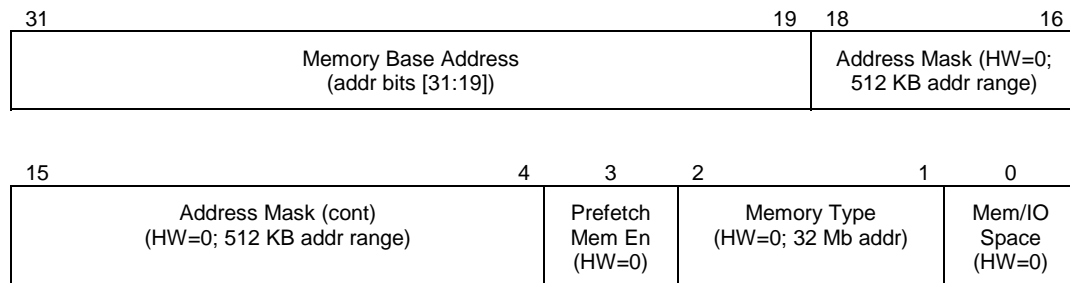 31 19 18 16
Memory Base Address
(addr bits [31:19])
Address Mask (HW=0;
512 KB addr range)
15 4 3 2 1 0
Address Mask (cont)
(HW=0; 512 KB addr range)
Prefetch
Mem En
(HW=0)
Memory Type
(HW=0; 32 Mb addr)
Mem/IO
Space
(HW=0)